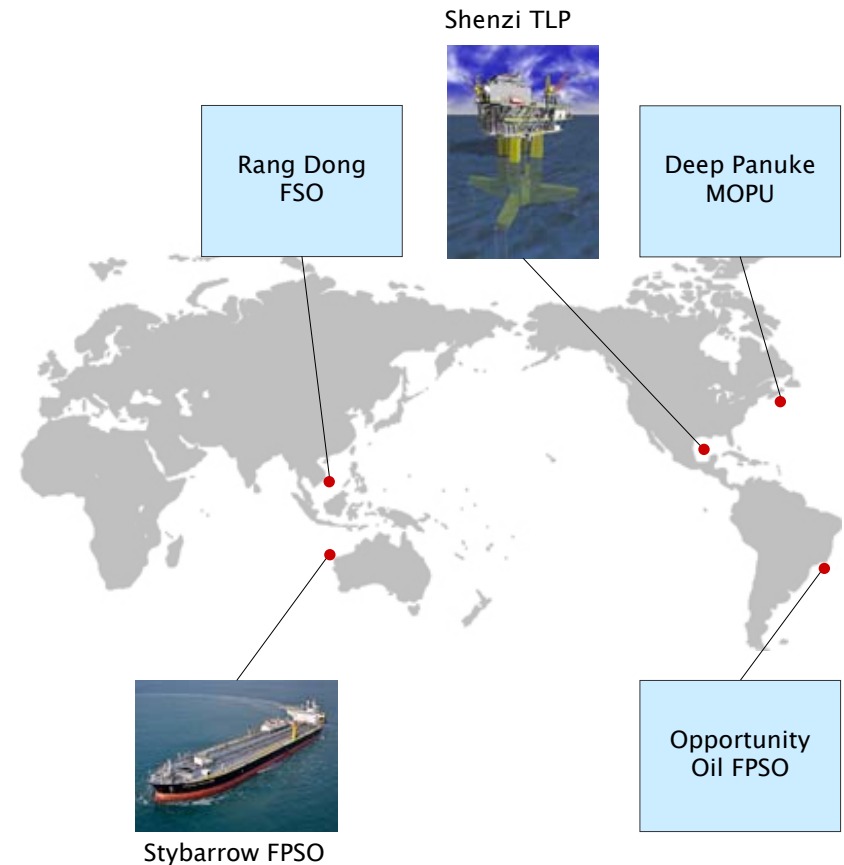 Shenzi TLP
Rang Dong
FSO
Deep Panuke
MOPU
Opportunity
Oil FPSO
Stybarrow FPSO